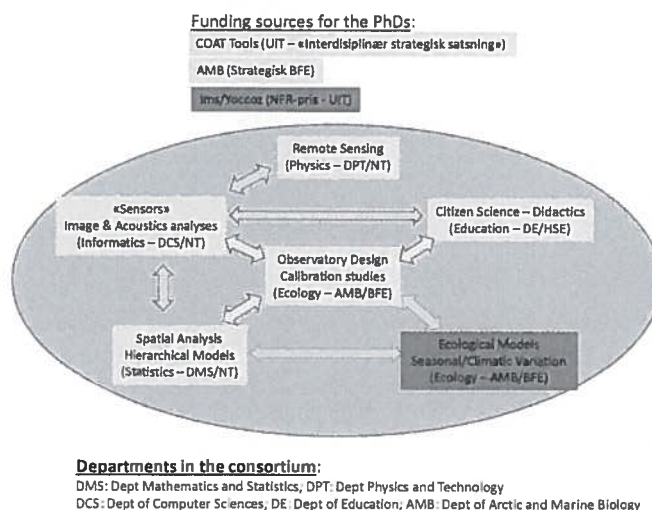 Funding sources for the PhDs:
COAT Tools (UIT – «Interdisiplinær strategisk satsning»)
AMB (Strategisk BFE)
Ims/Yoccoz (NFR-pris - UIT)
Remote Sensing
(Physics – DPT/NT)
«Sensors»
Image & Acoustics analyses
(Informatics – DCS/NT)
Citizen Science – Didactics
(Education – DE/HSE)
Observatory Design
Calibration studies
(Ecology – AMB/BFE)
Spatial Analysis
Hierarchical Models
(Statistics – DMS/NT)
Ecological Models
Seasonal/Climatic Variation
(Ecology – AMB/BFE)
Departments in the consortium:
DMS: Dept Mathematics and Statistics; DPT: Dept Physics and Technology
DCS: Dept of Computer Sciences, DE: Dept of Education; AMB: Dept of Arctic and Marine Biology